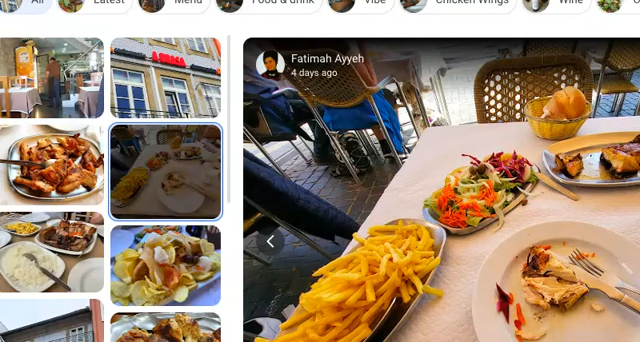 All
Latest
Menu
Food & drink
Vibe
Chicken Wings
Wine
Fatimah Ayyeh
4 days ago